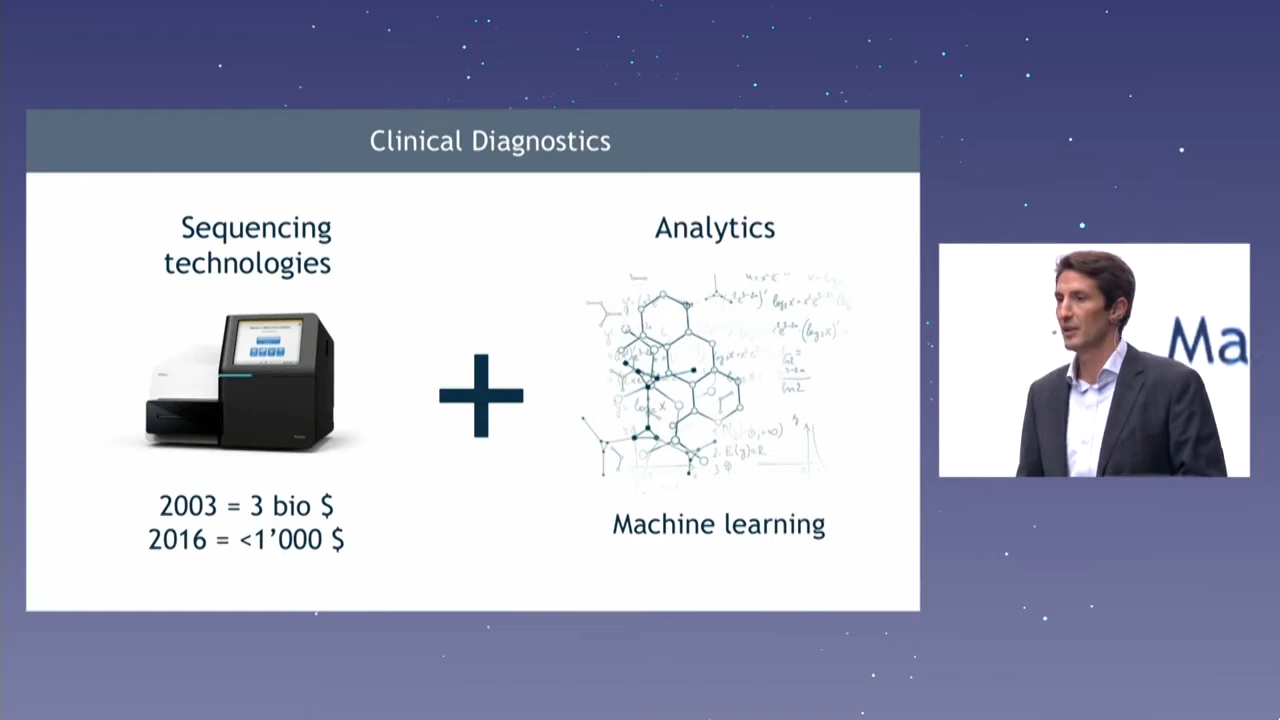 Clinical Diagnostics
Sequencing
technologies
Analytics
2003 = 3 bio $
2016 = <1’000 $
Machine learning
Ma